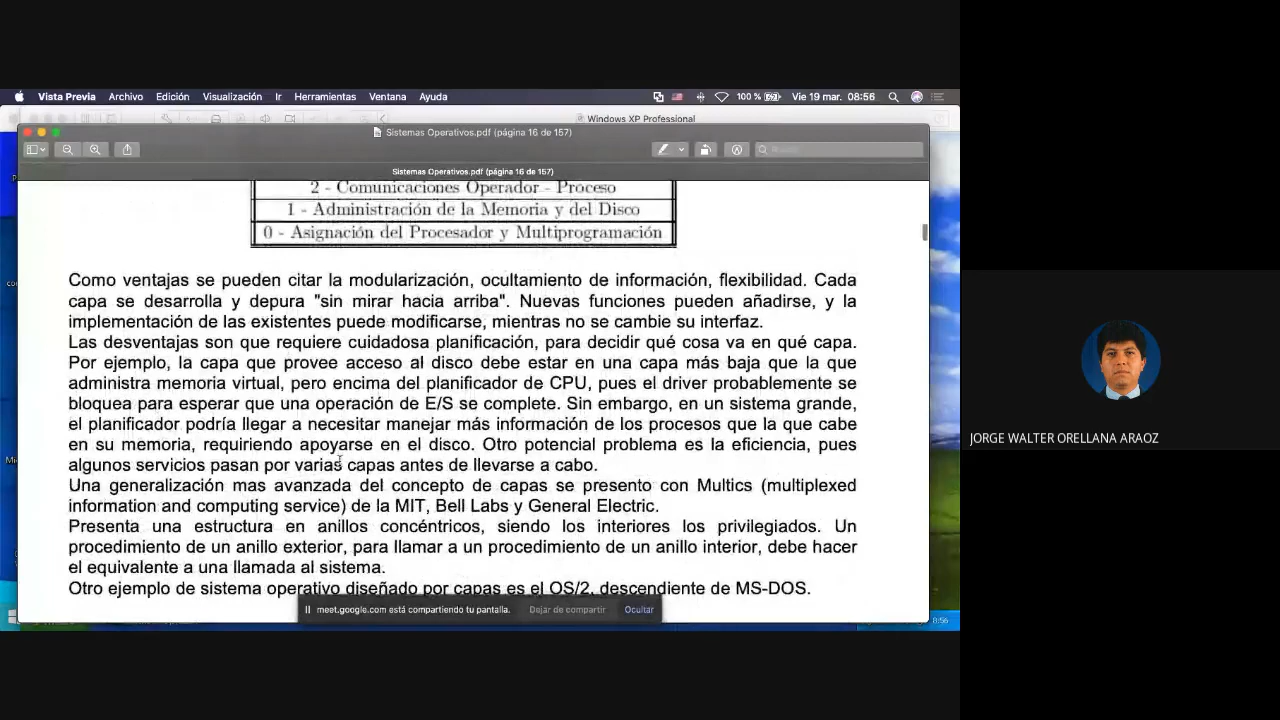 Vista Previa Archivo Edición Visualización Ir Herramientas Ventana Ayuda 100 % Vie 19 mar. 08:56
Windows XP Professional
Sistemas Operativos.pdf (página 16 de 157)
Sistemas Operativos.pdf (página 16 de 157)
2 - Comunicaciones Operador - Proceso
1 - Administración de la Memoria y del Disco
0 - Asignación del Procesador y Multiprogramación
Como ventajas se pueden citar la modularización, ocultamiento de información, flexibilidad. Cada
capa se desarrolla y depura "sin mirar hacia arriba". Nuevas funciones pueden añadirse, y la
implementación de las existentes puede modificarse, mientras no se cambie su interfaz.
Las desventajas son que requiere cuidadosa planificación, para decidir qué cosa va en qué capa.
Por ejemplo, la capa que provee acceso al disco debe estar en una capa más baja que la que
administra memoria virtual, pero encima del planificador de CPU, pues el driver probablemente se
bloquea para esperar que una operación de E/S se complete. Sin embargo, en un sistema grande,
el planificador podría llegar a necesitar manejar más información de los procesos que la que cabe
en su memoria, requiriendo apoyarse en el disco. Otro potencial problema es la eficiencia, pues
algunos servicios pasan por varias capas antes de llevarse a cabo.
Una generalización mas avanzada del concepto de capas se presento con Multics (multiplexed
information and computing service) de la MIT, Bell Labs y General Electric.
Presenta una estructura en anillos concéntricos, siendo los interiores los privilegiados. Un
procedimiento de un anillo exterior, para llamar a un procedimiento de un anillo interior, debe hacer
el equivalente a una llamada al sistema.
Otro ejemplo de sistema operativo diseñado por capas es el OS/2, descendiente de MS-DOS.
meet.google.com está compartiendo tu pantalla. Dejar de compartir Ocultar
8:56
JORGE WALTER ORELLANA ARAOZ